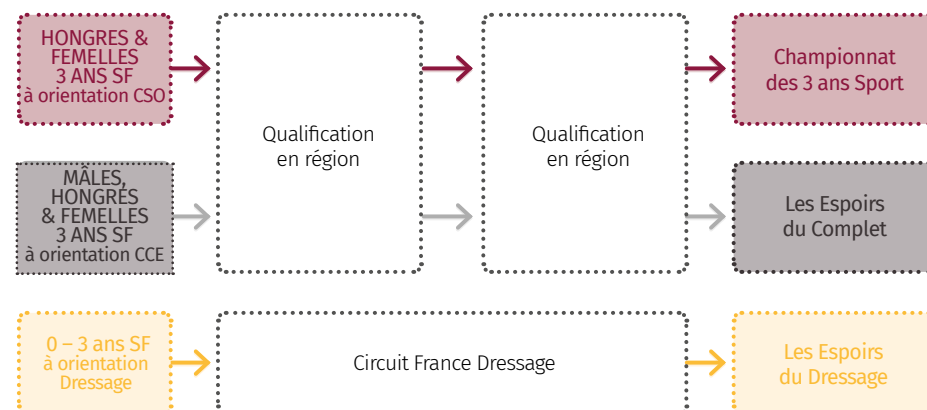 HONGRES &
FEMELLES
3 ANS SF
à orientation CSO
Qualification
en région
Qualification
en région
Championnat
des 3 ans Sport
MÂLES,
HONGRES
& FEMELLES
3 ANS SF
à orientation CCE
Les Espoirs
du Complet
0 – 3 ans SF
à orientation
Dressage
Circuit France Dressage
Les Espoirs
du Dressage